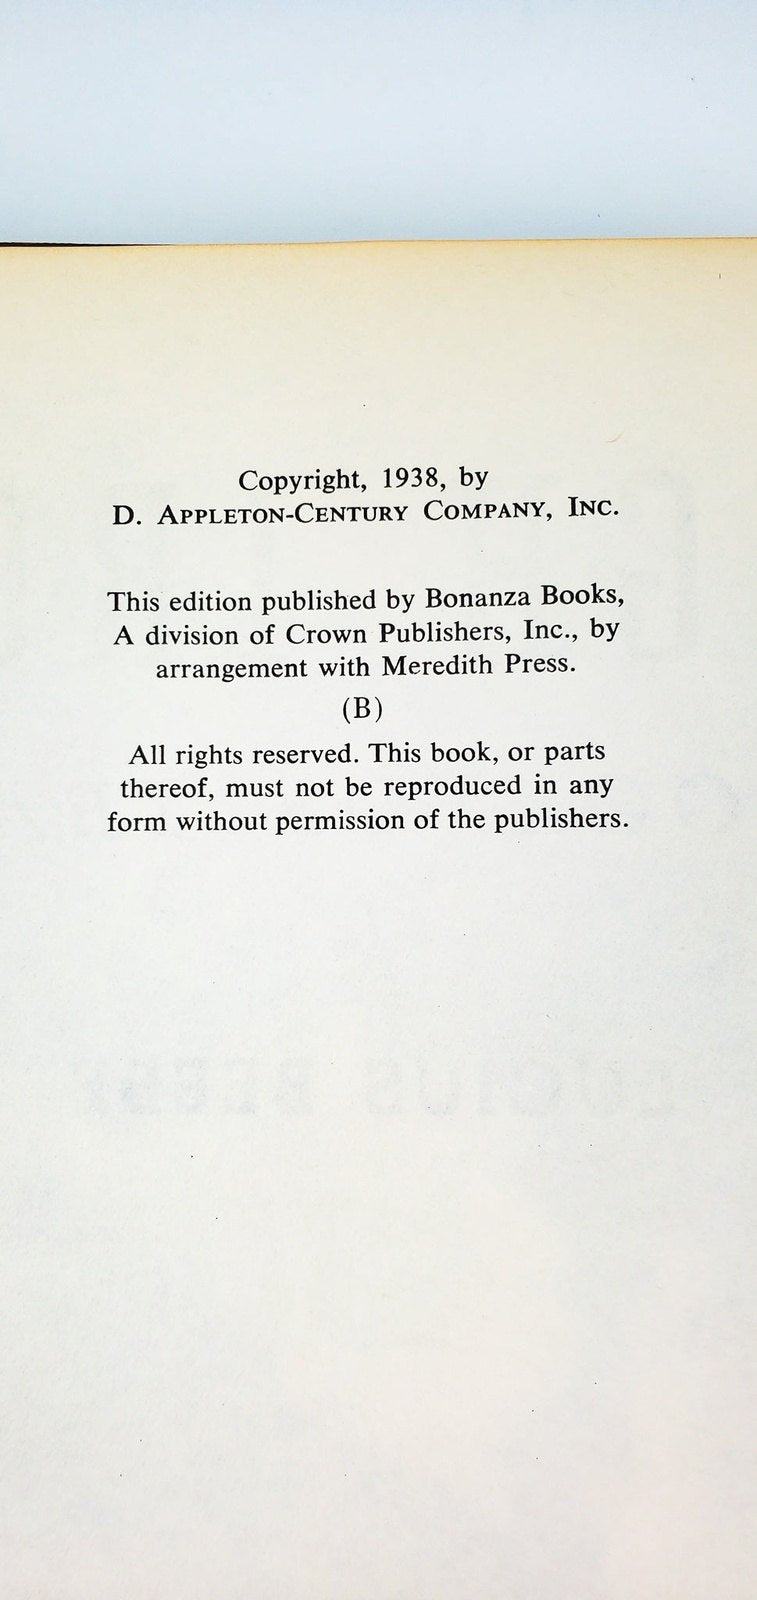 Copyright, 1938, by
D. APPLETON-CENTURY COMPANY, INC.
This edition published by Bonanza Books,
A division of Crown Publishers, Inc., by
arrangement with Meredith Press.
(B)
All rights reserved. This book, or parts
thereof, must not be reproduced in any
form without permission of the publishers.